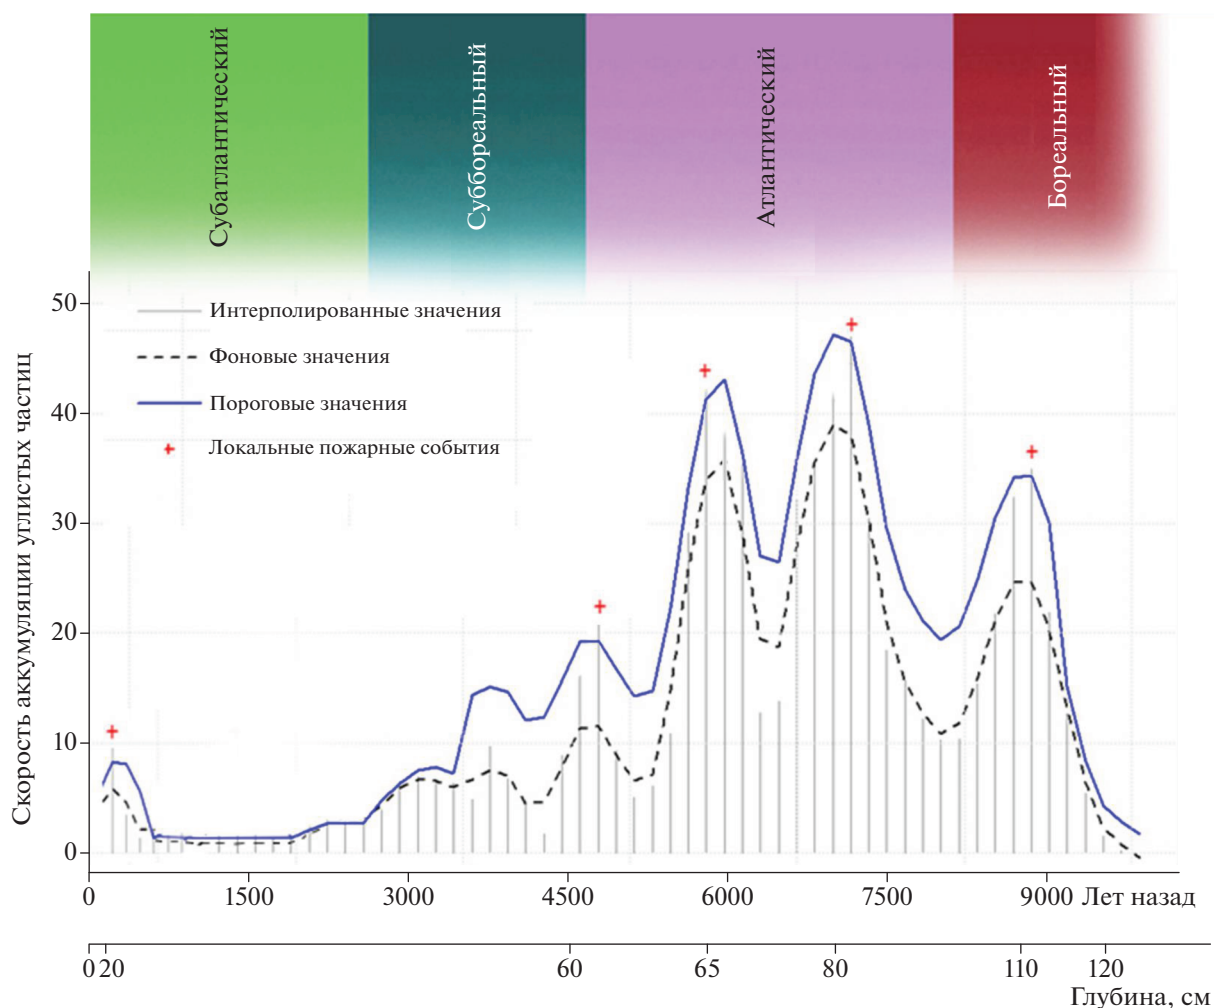 Субатлантический
Суббореальный
Атлантический
Бореальный
Интерполированные значения
Фоновые значения
Пороговые значения
Локальные пожарные события
Скорость аккумуляции углистых частиц
50
40
30
20
10
0
0 1500 3000 4500 6000 7500 9000 Лет назад
0 20 60 65 80 110 120
Глубина, см